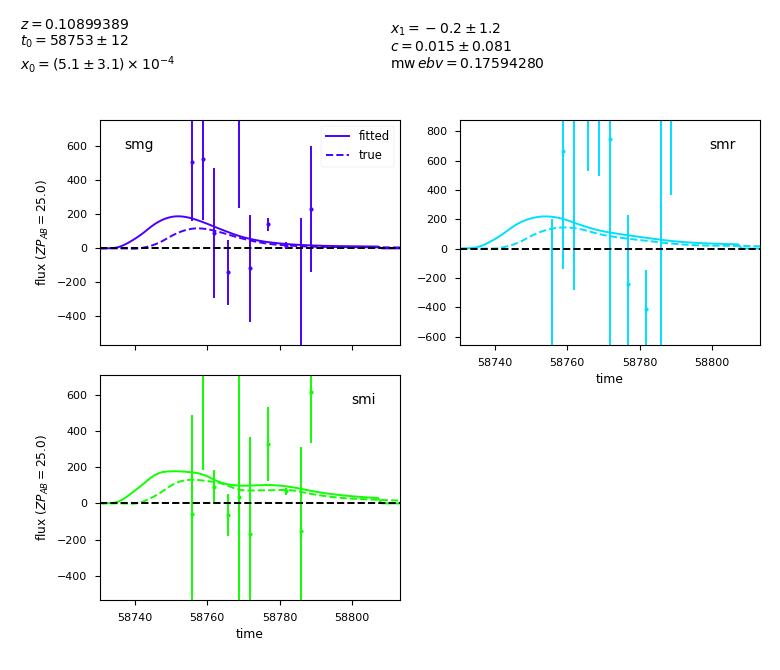 z = 0.10899389
t₀ = 58753 ± 12
x₀ = (5.1 ± 3.1) × 10⁻⁴
x₁ = −0.2 ± 1.2
c = 0.015 ± 0.081
mw ebv = 0.17594280
smg
fitted
true
600
400
200
0
−200
−400
flux (ZP_AB = 25.0)
smr
800
600
400
200
0
−200
−400
−600
58740 58760 58780 58800
time
smi
600
400
200
0
−200
−400
flux (ZP_AB = 25.0)
58740 58760 58780 58800
time